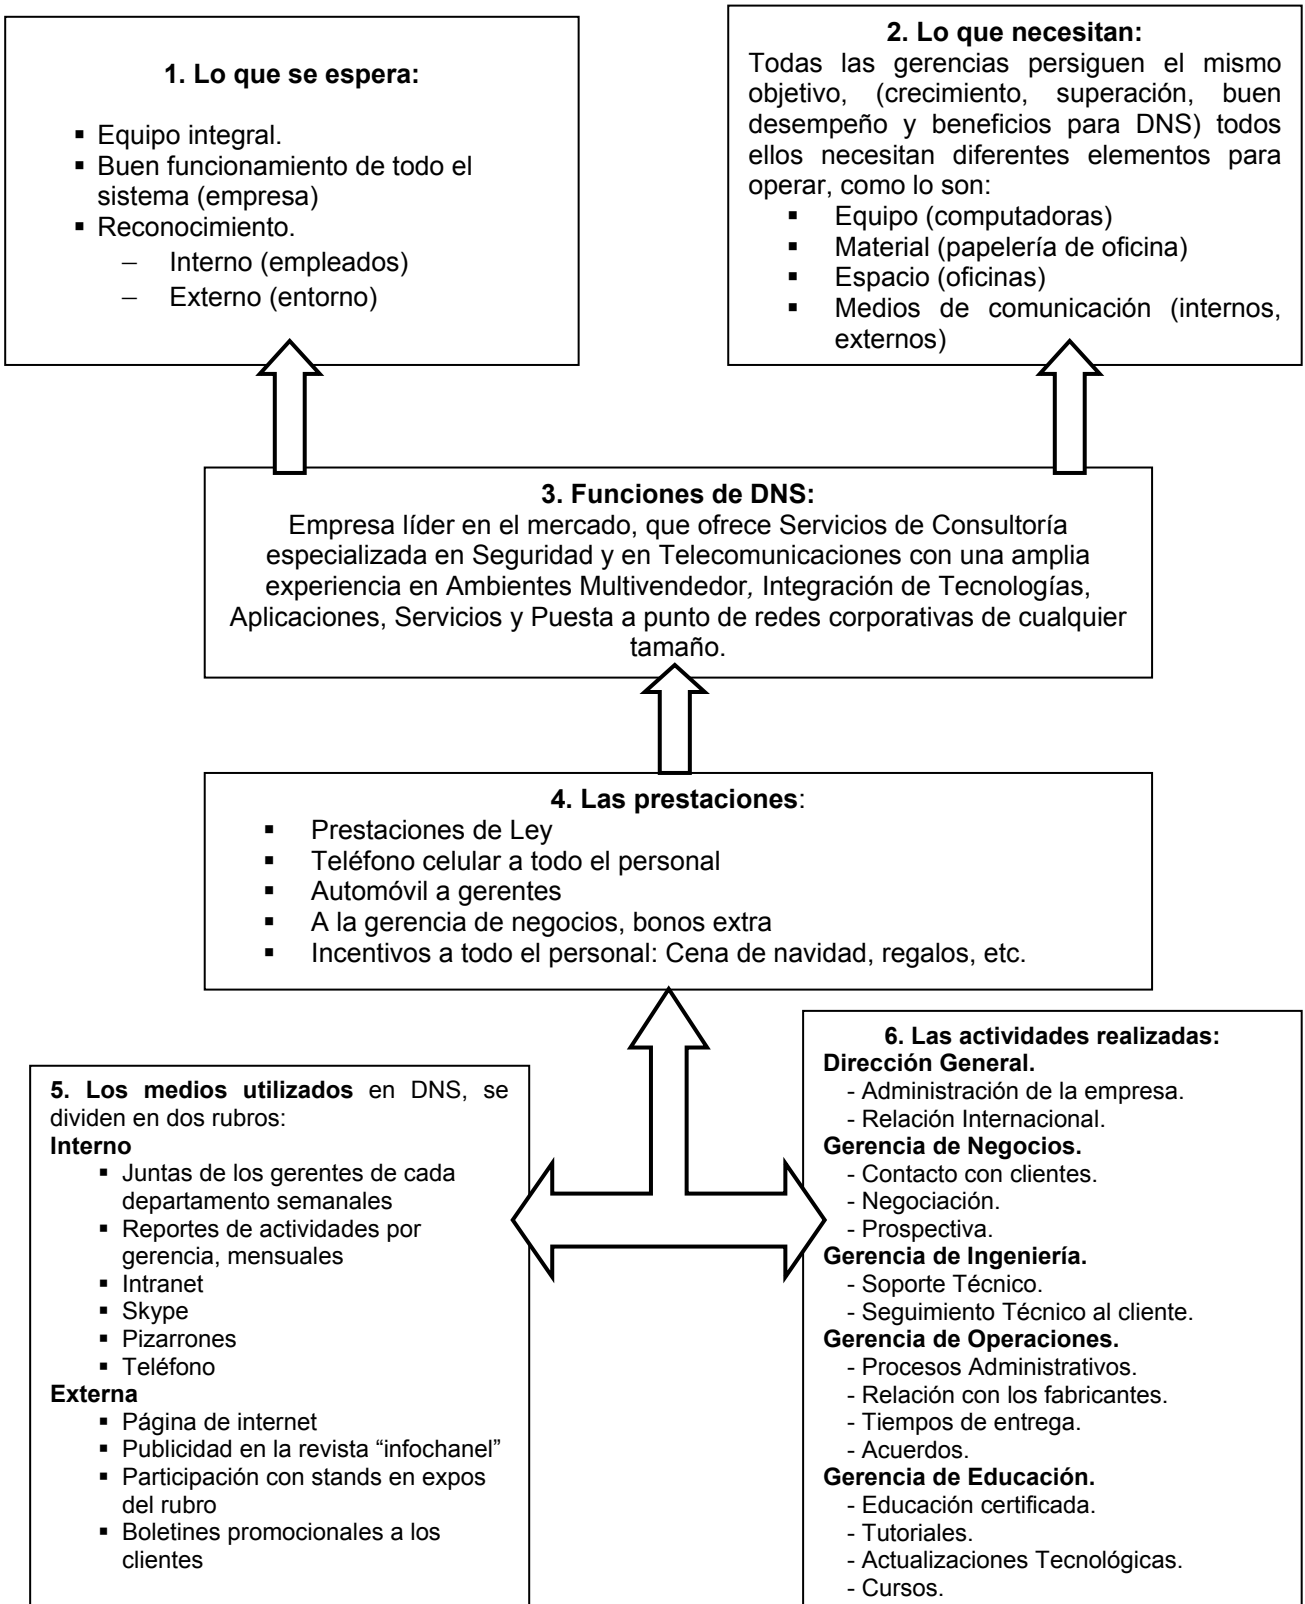 1. Lo que se espera:
▪ Equipo integral.
▪ Buen funcionamiento de todo el
sistema (empresa)
▪ Reconocimiento.
– Interno (empleados)
– Externo (entorno)
2. Lo que necesitan:
Todas las gerencias persiguen el mismo
objetivo, (crecimiento, superación, buen
desempeño y beneficios para DNS) todos
ellos necesitan diferentes elementos para
operar, como lo son:
▪ Equipo (computadoras)
▪ Material (papelería de oficina)
▪ Espacio (oficinas)
▪ Medios de comunicación (internos,
externos)
3. Funciones de DNS:
Empresa líder en el mercado, que ofrece Servicios de Consultoría
especializada en Seguridad y en Telecomunicaciones con una amplia
experiencia en Ambientes Multivendedor, Integración de Tecnologías,
Aplicaciones, Servicios y Puesta a punto de redes corporativas de cualquier
tamaño.
4. Las prestaciones:
▪ Prestaciones de Ley
▪ Teléfono celular a todo el personal
▪ Automóvil a gerentes
▪ A la gerencia de negocios, bonos extra
▪ Incentivos a todo el personal: Cena de navidad, regalos, etc.
5. Los medios utilizados en DNS, se
dividen en dos rubros:
Interno
▪ Juntas de los gerentes de cada
departamento semanales
▪ Reportes de actividades por
gerencia, mensuales
▪ Intranet
▪ Skype
▪ Pizarrones
▪ Teléfono
Externa
▪ Página de internet
▪ Publicidad en la revista “infochanel”
▪ Participación con stands en expos
del rubro
▪ Boletines promocionales a los
clientes
6. Las actividades realizadas:
Dirección General.
- Administración de la empresa.
- Relación Internacional.
Gerencia de Negocios.
- Contacto con clientes.
- Negociación.
- Prospectiva.
Gerencia de Ingeniería.
- Soporte Técnico.
- Seguimiento Técnico al cliente.
Gerencia de Operaciones.
- Procesos Administrativos.
- Relación con los fabricantes.
- Tiempos de entrega.
- Acuerdos.
Gerencia de Educación.
- Educación certificada.
- Tutoriales.
- Actualizaciones Tecnológicas.
- Cursos.